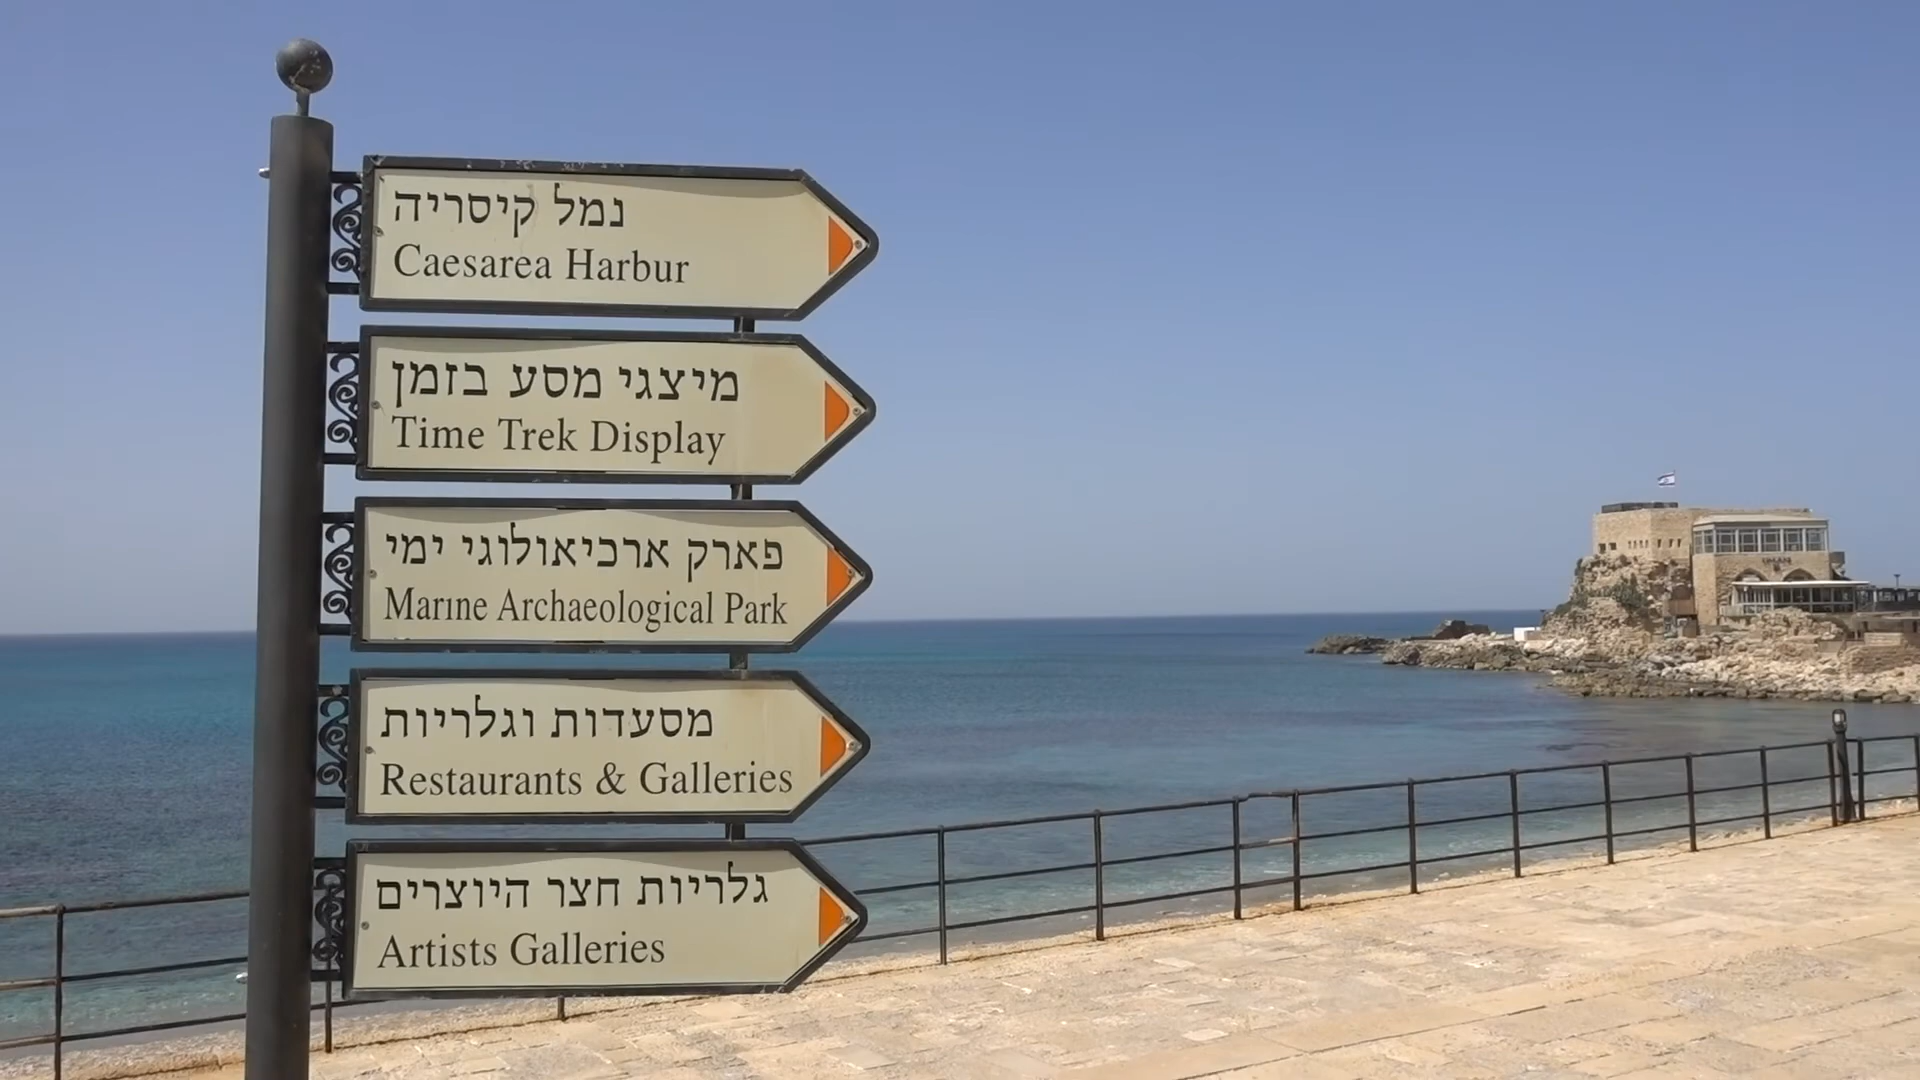 נמל קיסריה
Caesarea Harbur
מיצגי מסע בזמן
Time Trek Display
פארק ארכיאולוגי ימי
Marine Archaeological Park
מסעדות וגלריות
Restaurants & Galleries
גלריות חצר היוצרים
Artists Galleries